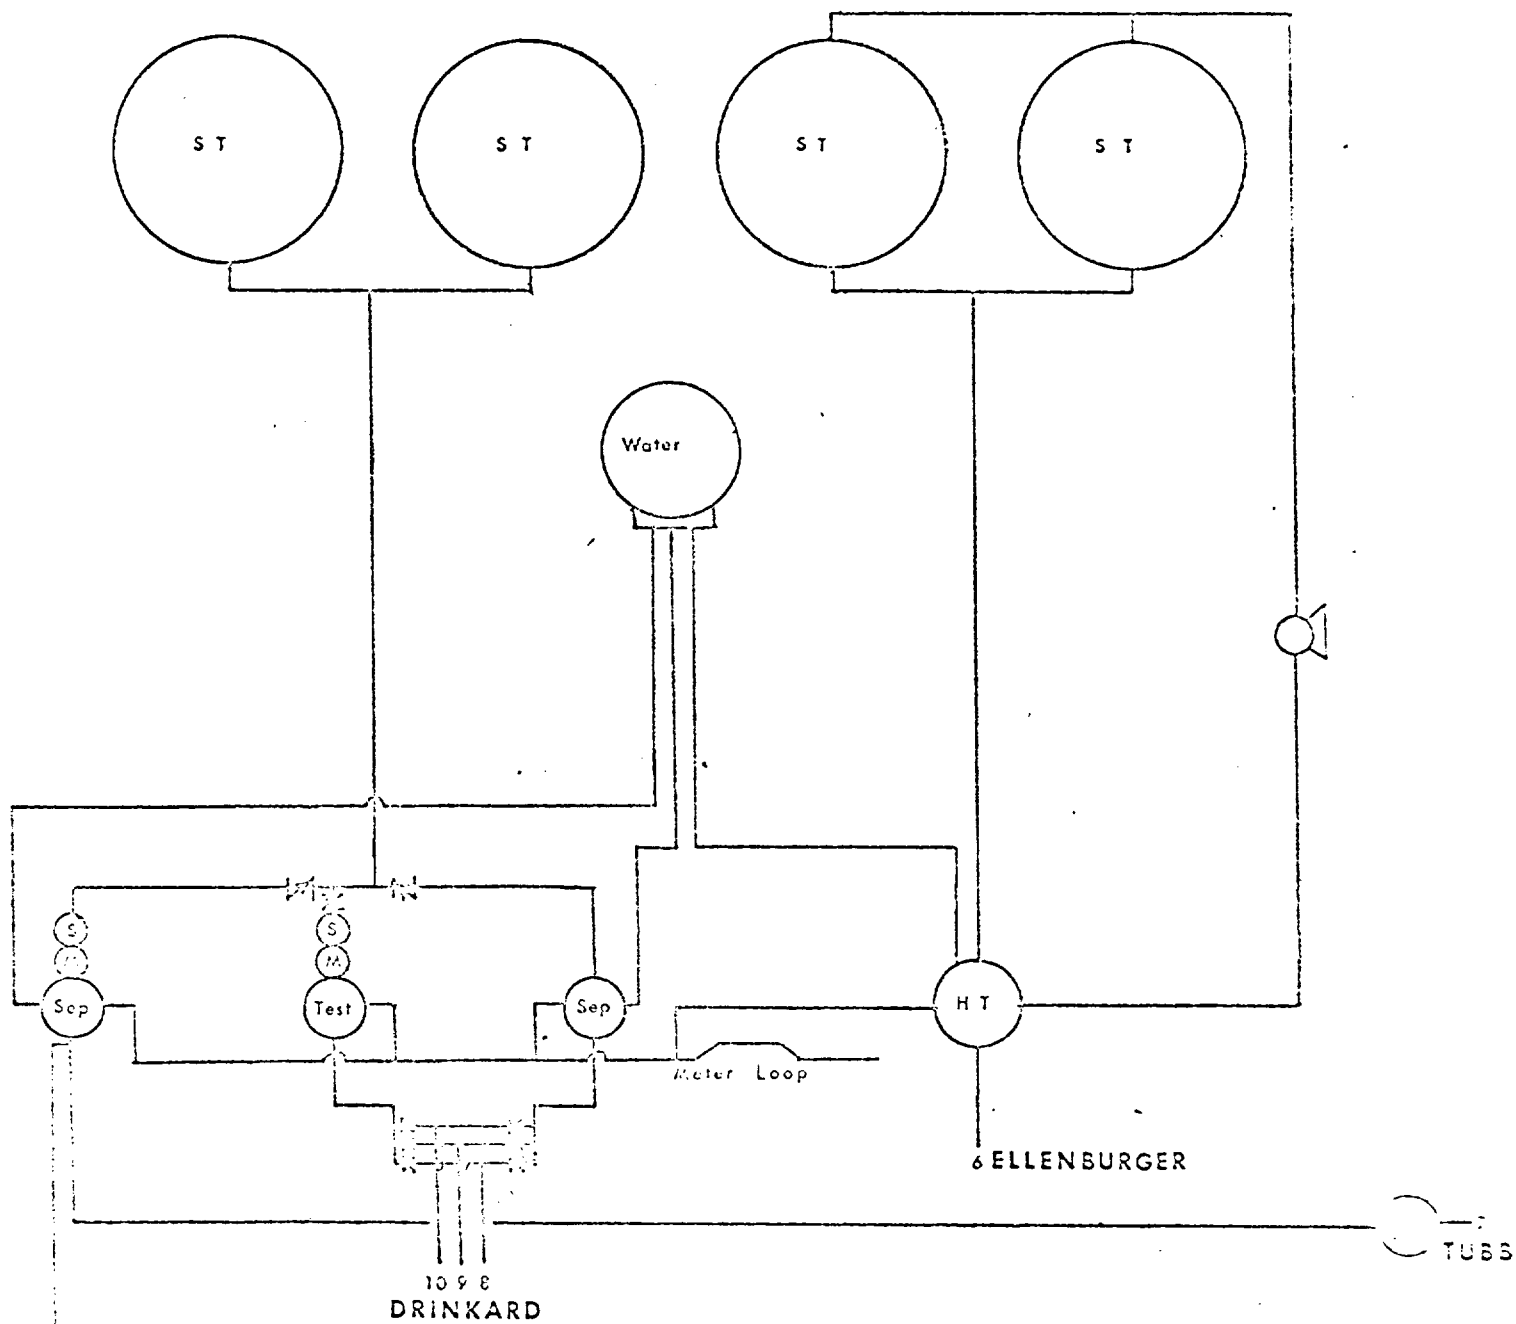 S T
S T
S T
S T
Water
S
S
M
Sep
Test
Sep
H T
Meter Loop
6 ELLENBURGER
TUBB
10 9 8
DRINKARD